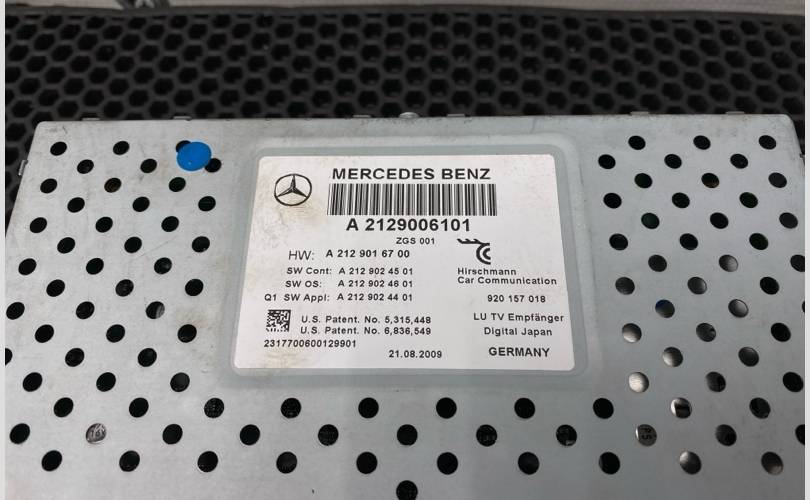 MERCEDES BENZ
A 2129006101
ZGS 001
HW: A 212 901 67 00
SW Cont: A 212 902 45 01
SW OS: A 212 902 46 01
Q1 SW Appl: A 212 902 44 01
Hirschmann
Car Communication
920 157 018
U.S. Patent. No. 5,315,448
U.S. Patent. No. 6,836,549
LU TV Empfänger
Digital Japan
2317700600129901
21.08.2009
GERMANY